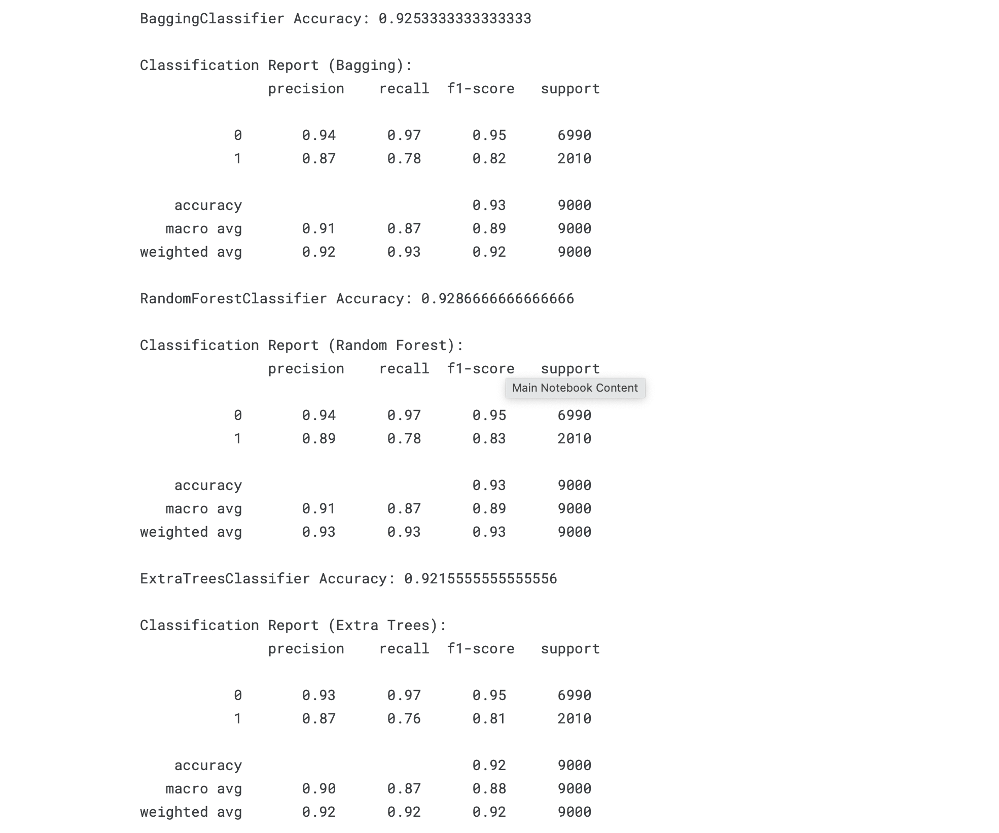 BaggingClassifier Accuracy: 0.9253333333333333
Classification Report (Bagging):
precision recall f1-score support
0 0.94 0.97 0.95 6990
1 0.87 0.78 0.82 2010
accuracy 0.93 9000
macro avg 0.91 0.87 0.89 9000
weighted avg 0.92 0.93 0.92 9000
RandomForestClassifier Accuracy: 0.9286666666666666
Classification Report (Random Forest):
precision recall f1-score support
Main Notebook Content
0 0.94 0.97 0.95 6990
1 0.89 0.78 0.83 2010
accuracy 0.93 9000
macro avg 0.91 0.87 0.89 9000
weighted avg 0.93 0.93 0.93 9000
ExtraTreesClassifier Accuracy: 0.9215555555555556
Classification Report (Extra Trees):
precision recall f1-score support
0 0.93 0.97 0.95 6990
1 0.87 0.76 0.81 2010
accuracy 0.92 9000
macro avg 0.90 0.87 0.88 9000
weighted avg 0.92 0.92 0.92 9000